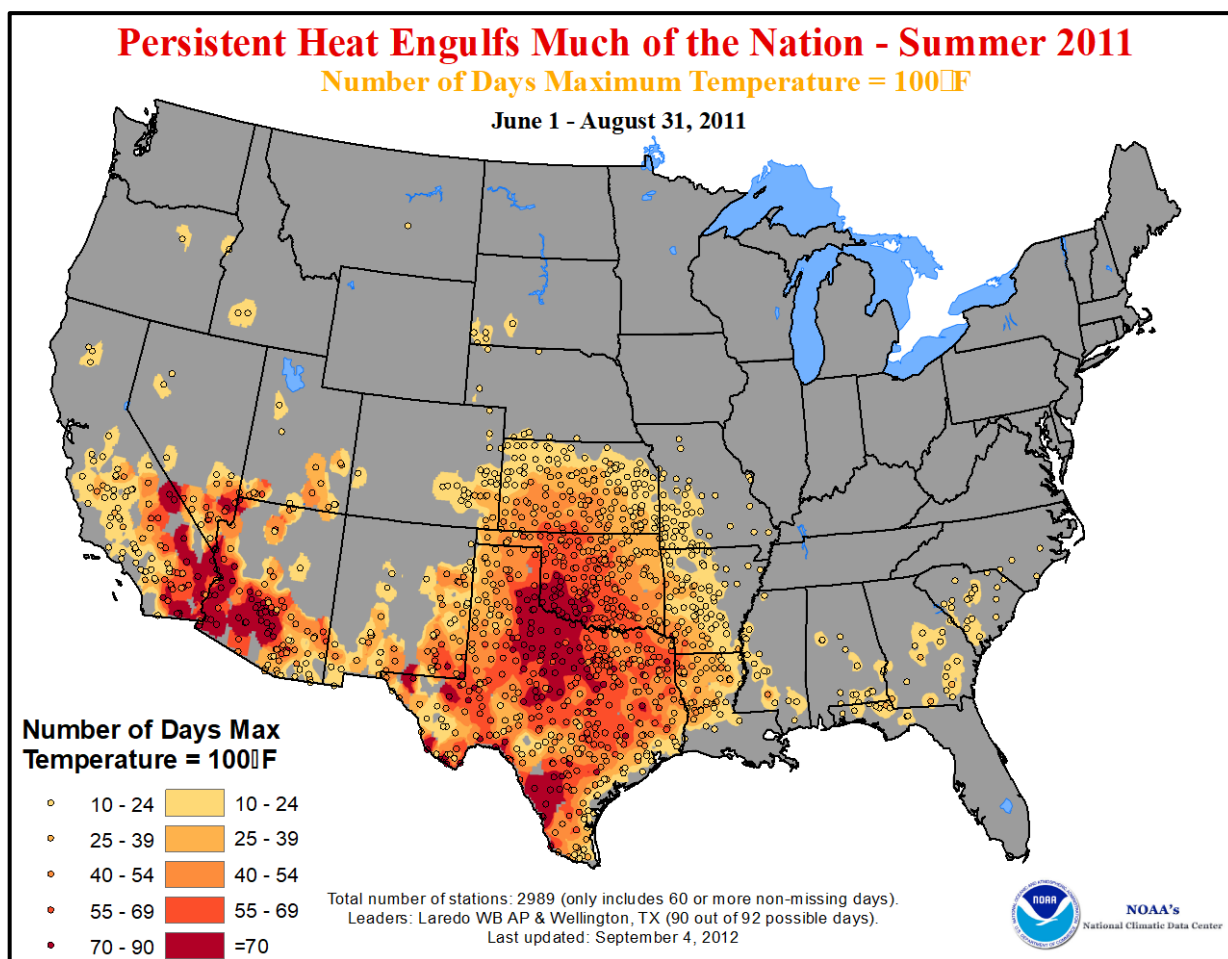 Persistent Heat Engulfs Much of the Nation - Summer 2011
Number of Days Maximum Temperature = 100▯F
June 1 - August 31, 2011
Number of Days Max
Temperature = 100▯F
10 - 24 10 - 24
25 - 39 25 - 39
40 - 54 40 - 54
55 - 69 55 - 69
70 - 90 =70
Total number of stations: 2989 (only includes 60 or more non-missing days).
Leaders: Laredo WB AP & Wellington, TX (90 out of 92 possible days).
Last updated: September 4, 2012
NOAA
NOAA's
National Climatic Data Center